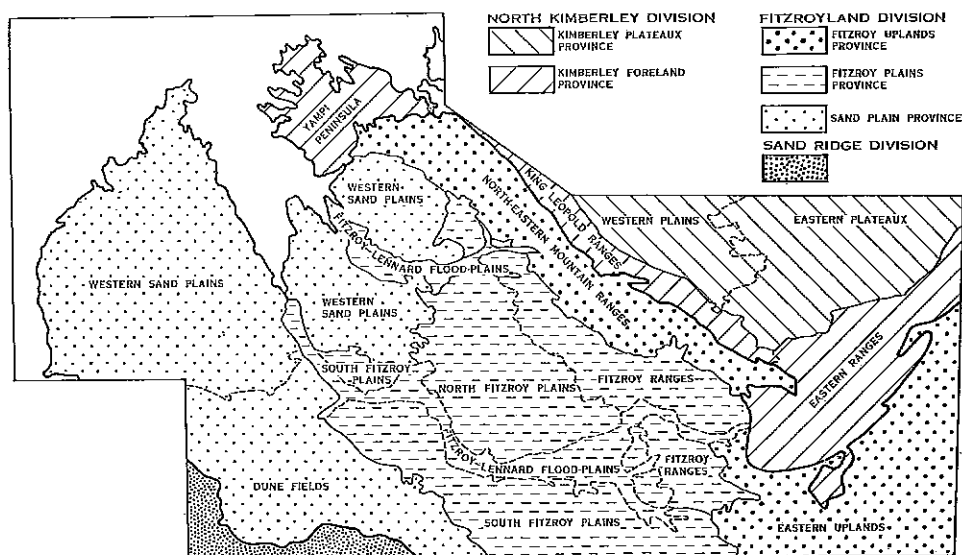 NORTH KIMBERLEY DIVISION
KIMBERLEY PLATEAUX
PROVINCE
KIMBERLEY FORELAND
PROVINCE
FITZROYLAND DIVISION
FITZROY UPLANDS
PROVINCE
FITZROY PLAINS
PROVINCE
SAND PLAIN PROVINCE
SAND RIDGE DIVISION
YAMPI
PENINSULA
WESTERN
SAND PLAINS
NORTH-EASTERN MOUNTAIN RANGES
KING LEOPOLD RANGES
WESTERN PLAINS
EASTERN PLATEAUX
FITZROY-LENNARD FLOOD-PLAINS
WESTERN SAND PLAINS
WESTERN
SAND PLAINS
SOUTH FITZROY
PLAINS
NORTH FITZROY PLAINS
FITZROY RANGES
EASTERN RANGES
FITZROY-LENNARD FLOOD-PLAINS
FITZROY
RANGES
DUNE FIELDS
SOUTH FITZROY PLAINS
EASTERN UPLANDS